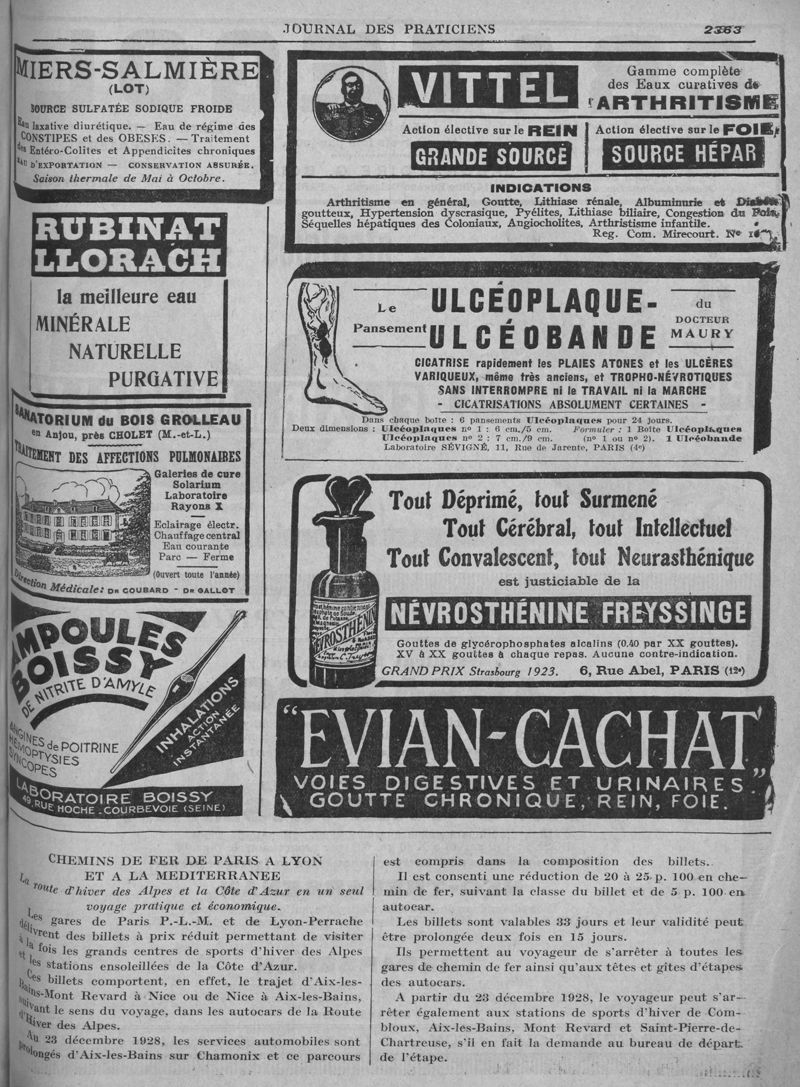 JOURNAL DES PRATICIENS
2363
MIERS-SALMIÈRE
(LOT)
SOURCE SULFATÉE SODIQUE FROIDE
Eau laxative diurétique. — Eau de régime des
CONSTIPES et des OBESES. — Traitement
des Entéro-Colites et Appendicites chroniques
EAU D'EXPORTATION — CONSERVATION ASSURÉE.
Saison thermale de Mai à Octobre.
VITTEL
Gamme complète
des Eaux curatives de
l'ARTHRITISME
Action élective sur le REIN
GRANDE SOURCE
Action élective sur le FOIE
SOURCE HÉPAR
INDICATIONS
Arthritisme en général, Goutte, Lithiase rénale, Albuminurie et Diabète
goutteux, Hypertension dyscrasique, Pyélites, Lithiase biliaire, Congestion du Foie,
Séquelles hépatiques des Coloniaux, Angiocholites, Arthristisme infantile.
Reg. Com. Mirecourt. Nº
RUBINAT
LLORACH
la meilleure eau
MINÉRALE
NATURELLE
PURGATIVE
Le
Pansement
ULCÉOPLAQUE-
ULCÉOBANDE
du
DOCTEUR
MAURY
CICATRISE rapidement les PLAIES ATONES et les ULCÈRES
VARIQUEUX, même très anciens, et TROPHO-NÉVROTIQUES
SANS INTERROMPRE ni le TRAVAIL ni la MARCHE
- CICATRISATIONS ABSOLUMENT CERTAINES -
Dans chaque boîte : 6 pansements Ulcéoplaques pour 24 jours.
Deux dimensions : Ulcéoplaques nº 1 : 6 cm./5 cm. Formuler : 1 Boîte Ulcéoplaques
Ulcéoplaques nº 2 : 7 cm./9 cm. (nº 1 ou nº 2). 1 Ulcéobande
Laboratoire SÉVIGNÉ, 11, Rue de Jarente, PARIS (4e)
SANATORIUM du BOIS GROLLEAU
en Anjou, près CHOLET (M.-et-L.)
TRAITEMENT DES AFFECTIONS PULMONAIRES
Galeries de cure
Solarium
Laboratoire
Rayons X
Eclairage électr.
Chauffage central
Eau courante
Parc — Ferme
(Ouvert toute l'année)
Direction Médicale: DR COUBARD - DR GALLOT
Tout Déprimé, tout Surmené
Tout Cérébral, tout Intellectuel
Tout Convalescent, tout Neurasthénique
est justiciable de la
NÉVROSTHÉNINE FREYSSINGE
Gouttes de glycérophosphates alcalins (0.40 par XX gouttes).
XV à XX gouttes à chaque repas. Aucune contre-indication.
GRAND PRIX Strasbourg 1923. 6, Rue Abel, PARIS (12e)
AMPOULES
BOISSY
DE NITRITE D'AMYLE
INHALATIONS
ACTION
INSTANTANÉE
ANGINES de POITRINE
HÉMOPTYSIES
SYNCOPES
LABORATOIRE BOISSY
49, RUE HOCHE_COURBEVOIE (SEINE)
"EVIAN-CACHAT"
VOIES DIGESTIVES ET URINAIRES.
GOUTTE CHRONIQUE, REIN, FOIE.
CHEMINS DE FER DE PARIS A LYON
ET A LA MEDITERRANEE
La route d'hiver des Alpes et la Côte d'Azur en un seul
voyage pratique et économique.
Les gares de Paris P.-L.-M. et de Lyon-Perrache
délivrent des billets à prix réduit permettant de visiter
à la fois les grands centres de sports d'hiver des Alpes
et les stations ensoleillées de la Côte d'Azur.
Ces billets comportent, en effet, le trajet d'Aix-les-
Bains-Mont Revard à Nice ou de Nice à Aix-les-Bains,
suivant le sens du voyage, dans les autocars de la Route
d'Hiver des Alpes.
Au 23 décembre 1928, les services automobiles sont
prolongés d'Aix-les-Bains sur Chamonix et ce parcours
est compris dans la composition des billets.
Il est consenti une réduction de 20 à 25 p. 100 en che-
min de fer, suivant la classe du billet et de 5 p. 100 en
autocar.
Les billets sont valables 33 jours et leur validité peut
être prolongée deux fois en 15 jours.
Ils permettent au voyageur de s'arrêter à toutes les
gares de chemin de fer ainsi qu'aux têtes et gîtes d'étapes
des autocars.
A partir du 23 décembre 1928, le voyageur peut s'ar-
rêter également aux stations de sports d'hiver de Com-
bloux, Aix-les-Bains, Mont Revard et Saint-Pierre-de-
Chartreuse, s'il en fait la demande au bureau de départ
de l'étape.